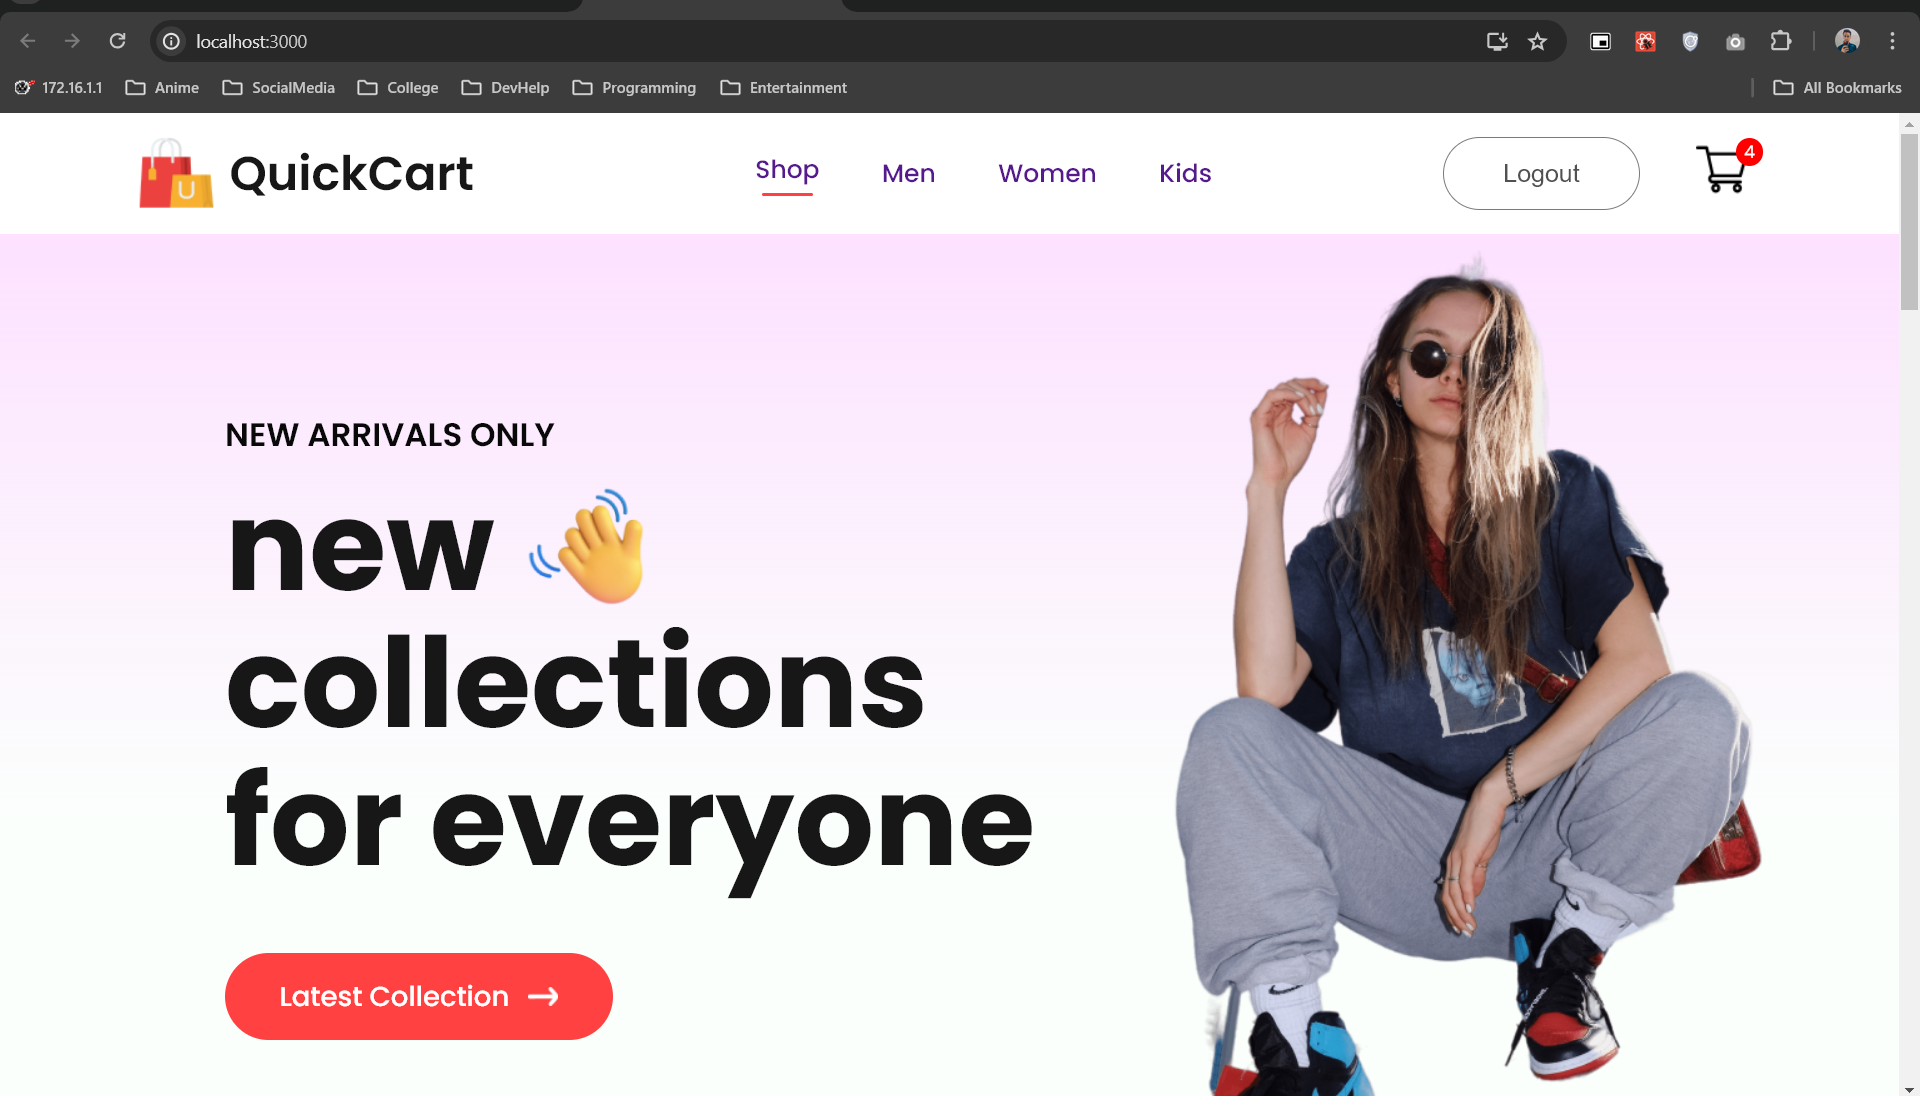 localhost:3000
172.16.1.1 Anime SocialMedia College DevHelp Programming Entertainment All Bookmarks
QuickCart Shop Men Women Kids Logout 4
U
NEW ARRIVALS ONLY
new
collections
for everyone
Latest Collection